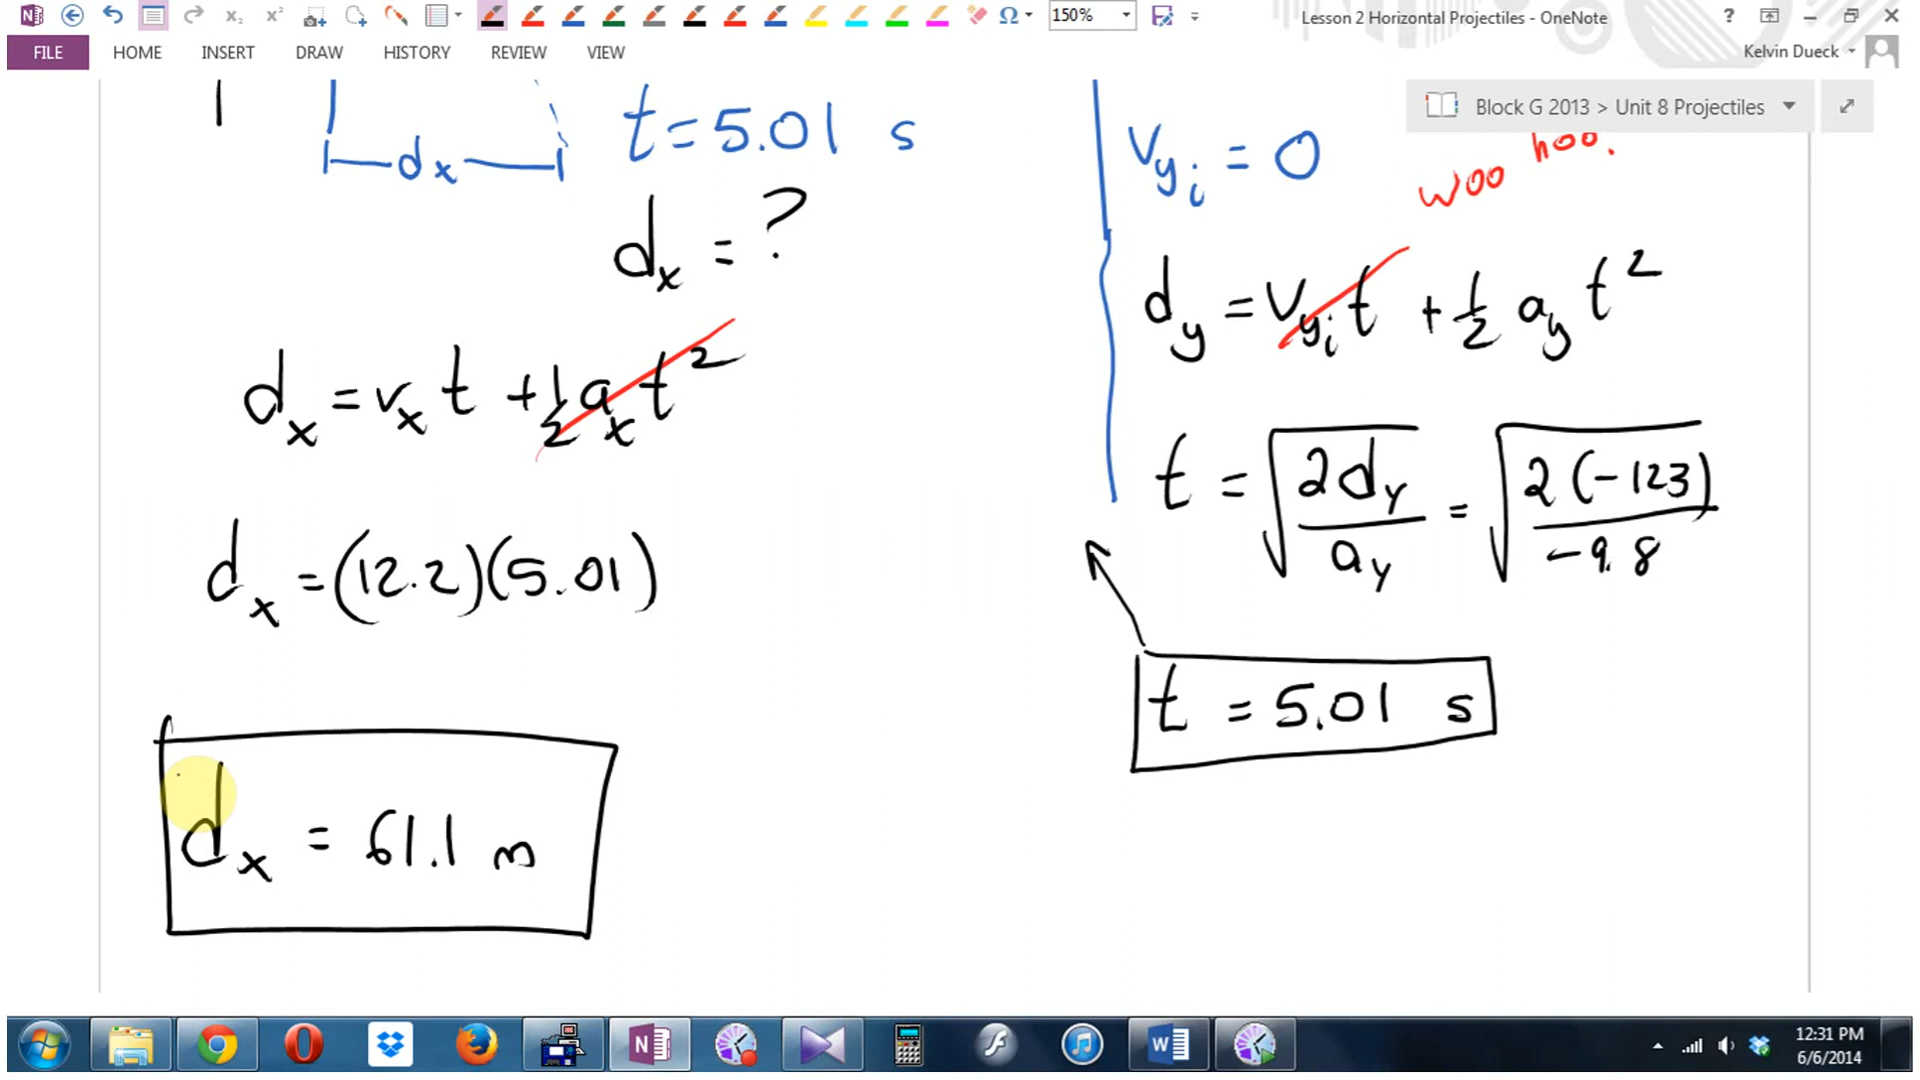 150%
Lesson 2 Horizontal Projectiles - OneNote
FILE HOME INSERT DRAW HISTORY REVIEW VIEW
Kelvin Dueck
Block G 2013 > Unit 8 Projectiles
dx
t = 5.01 s
dx = ?
dx = vx t + ½ ax t²
dx = (12.2)(5.01)
dx = 61.1 m
vyi = 0
woo hoo.
dy = vyi t + ½ ay t²
t = √(2dy/ay) = √(2(-123)/-9.8)
t = 5.01 s
12:31 PM
6/6/2014